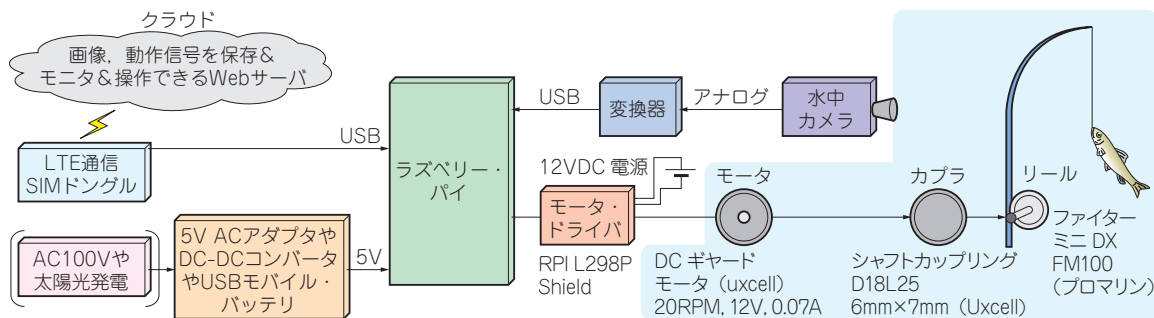 クラウド
画像，動作信号を保存&
モニタ&操作できるWebサーバ
USB
LTE通信
SIMドングル
AC100Vや
太陽光発電
5V ACアダプタや
DC-DCコンバータ
やUSBモバイル・
バッテリ
5V
ラズベリー・
パイ
USB
変換器
アナログ
水中
カメラ
12VDC 電源
モータ・
ドライバ
RPI L298P
Shield
モータ
DC ギヤード
モータ（uxcell）
20RPM, 12V, 0.07A
カプラ
シャフトカップリング
D18L25
6mm×7mm（Uxcell）
リール
ファイター
ミニ DX
FM100
（プロマリン）